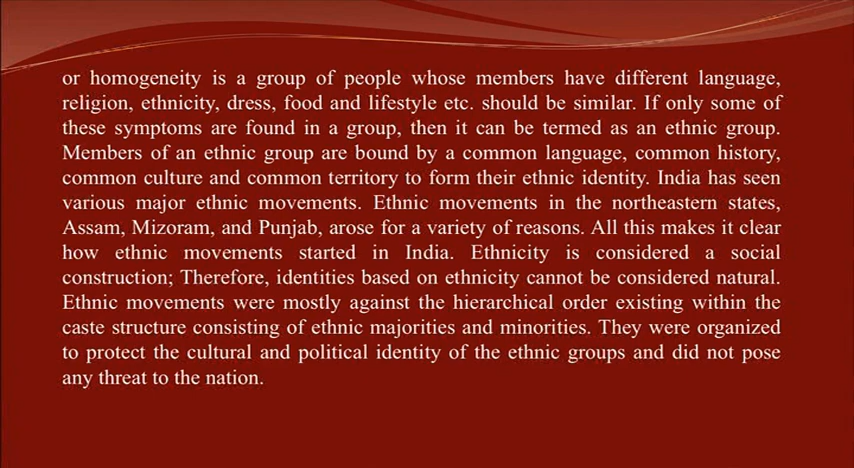 or homogeneity is a group of people whose members have different language,
religion, ethnicity, dress, food and lifestyle etc. should be similar. If only some of
these symptoms are found in a group, then it can be termed as an ethnic group.
Members of an ethnic group are bound by a common language, common history,
common culture and common territory to form their ethnic identity. India has seen
various major ethnic movements. Ethnic movements in the northeastern states,
Assam, Mizoram, and Punjab, arose for a variety of reasons. All this makes it clear
how ethnic movements started in India. Ethnicity is considered a social
construction; Therefore, identities based on ethnicity cannot be considered natural.
Ethnic movements were mostly against the hierarchical order existing within the
caste structure consisting of ethnic majorities and minorities. They were organized
to protect the cultural and political identity of the ethnic groups and did not pose
any threat to the nation.